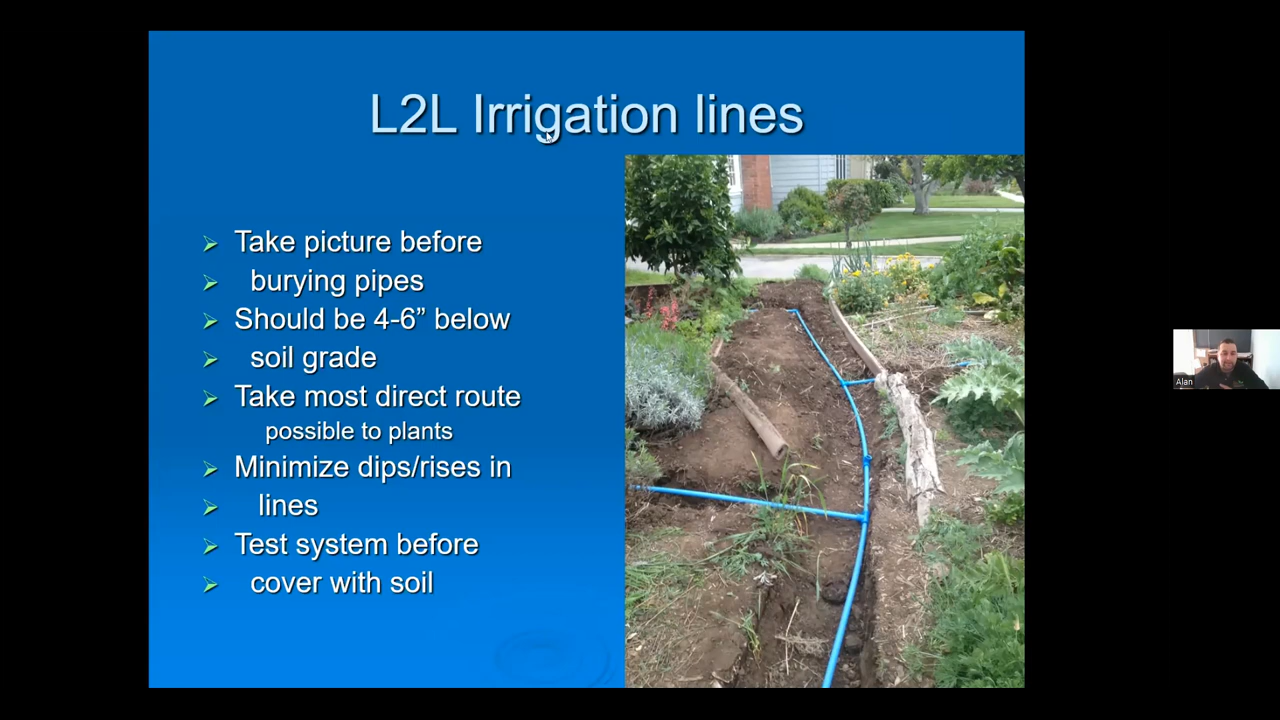 L2L Irrigation lines
Take picture before
burying pipes
Should be 4-6” below
soil grade
Take most direct route
possible to plants
Minimize dips/rises in
lines
Test system before
cover with soil
Alan